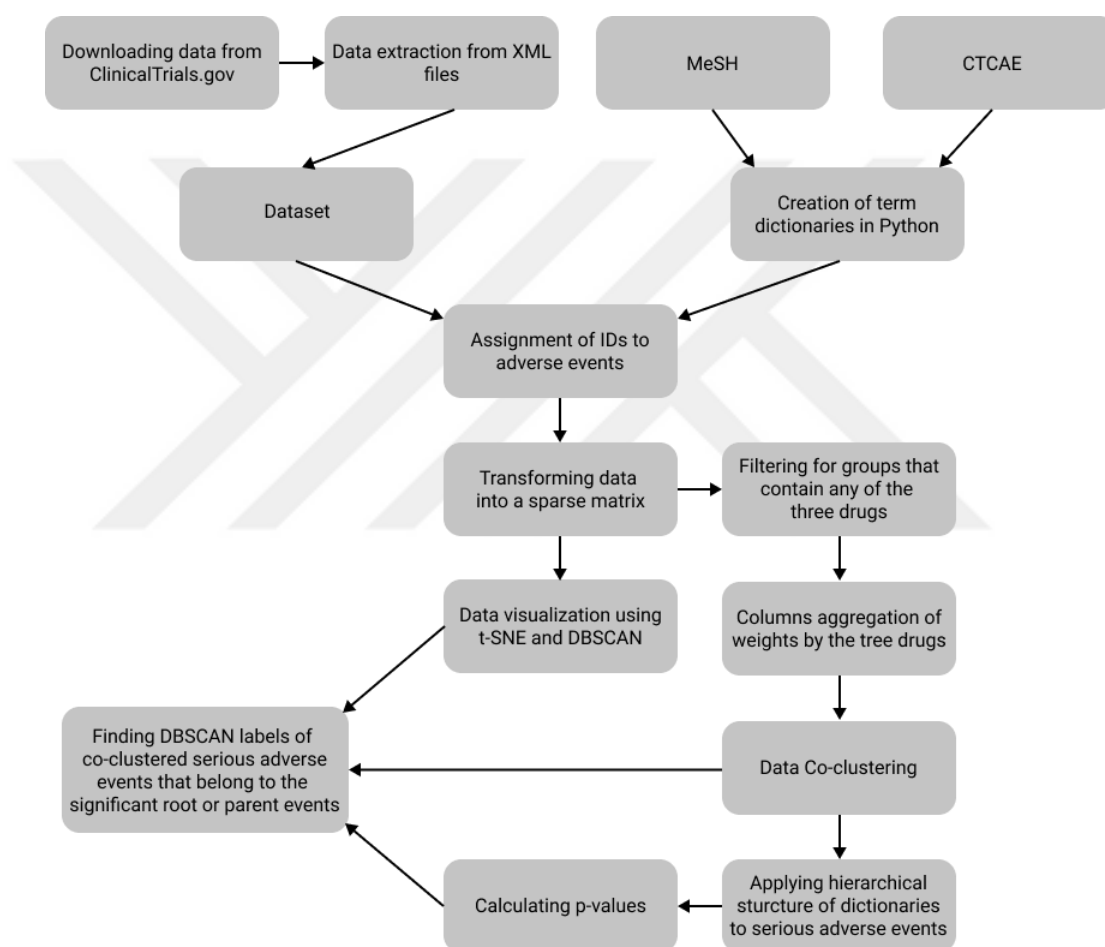 Downloading data from
ClinicalTrials.gov
Data extraction from XML
files
MeSH
CTCAE
Dataset
Creation of term
dictionaries in Python
Assignment of IDs to
adverse events
Transforming data
into a sparse matrix
Filtering for groups that
contain any of the
three drugs
Data visualization using
t-SNE and DBSCAN
Columns aggregation of
weights by the tree drugs
Finding DBSCAN labels of
co-clustered serious adverse
events that belong to the
significant root or parent events
Data Co-clustering
Calculating p-values
Applying hierarchical
sturcture of dictionaries
to serious adverse events